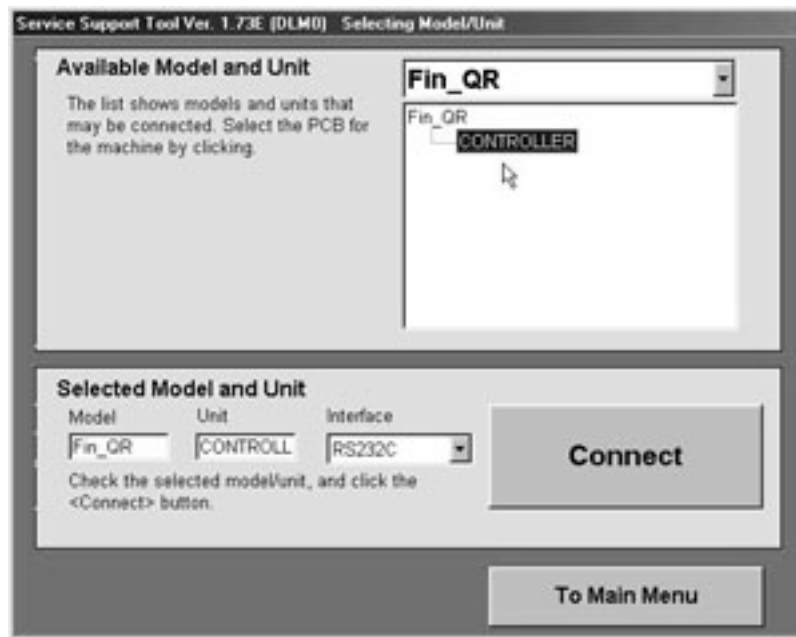 Service Support Tool Ver. 1.73E (DLM0) Selecting Model/Unit
Available Model and Unit
The list shows models and units that
may be connected. Select the PCB for
the machine by clicking.
Fin_QR
Fin_QR
CONTROLLER
Selected Model and Unit
Model Unit Interface
Fin_QR CONTROLL RS232C
Check the selected model/unit, and click the
<Connect> button.
Connect
To Main Menu